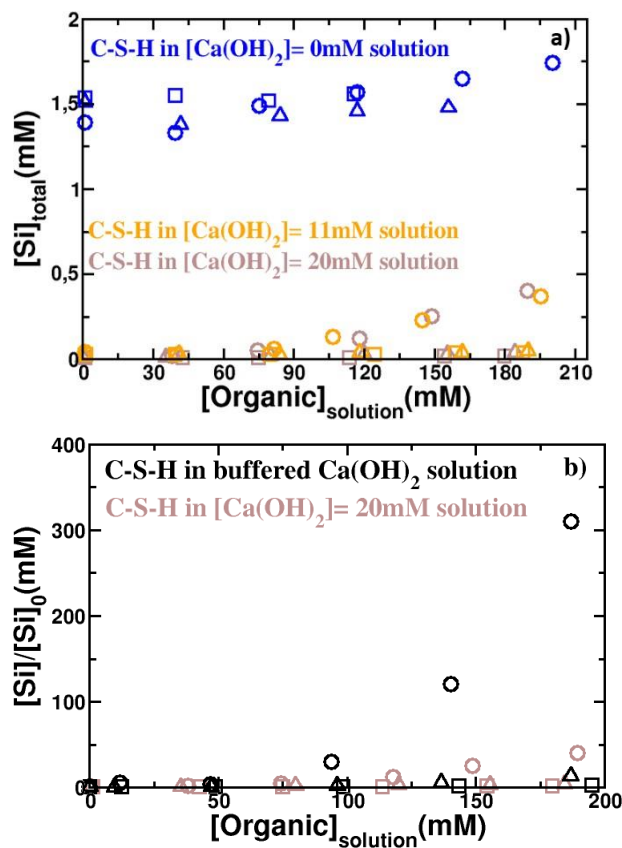 a)
C-S-H in [Ca(OH)2]= 0mM solution
2
1,5
1
0,5
0
[Si]total(mM)
C-S-H in [Ca(OH)2]= 11mM solution
C-S-H in [Ca(OH)2]= 20mM solution
0 30 60 90 120 150 180 210
[Organic]solution(mM)
b)
C-S-H in buffered Ca(OH)2 solution
C-S-H in [Ca(OH)2]= 20mM solution
400
300
200
100
0
[Si]/[Si]0(mM)
0 50 100 150 200
[Organic]solution(mM)